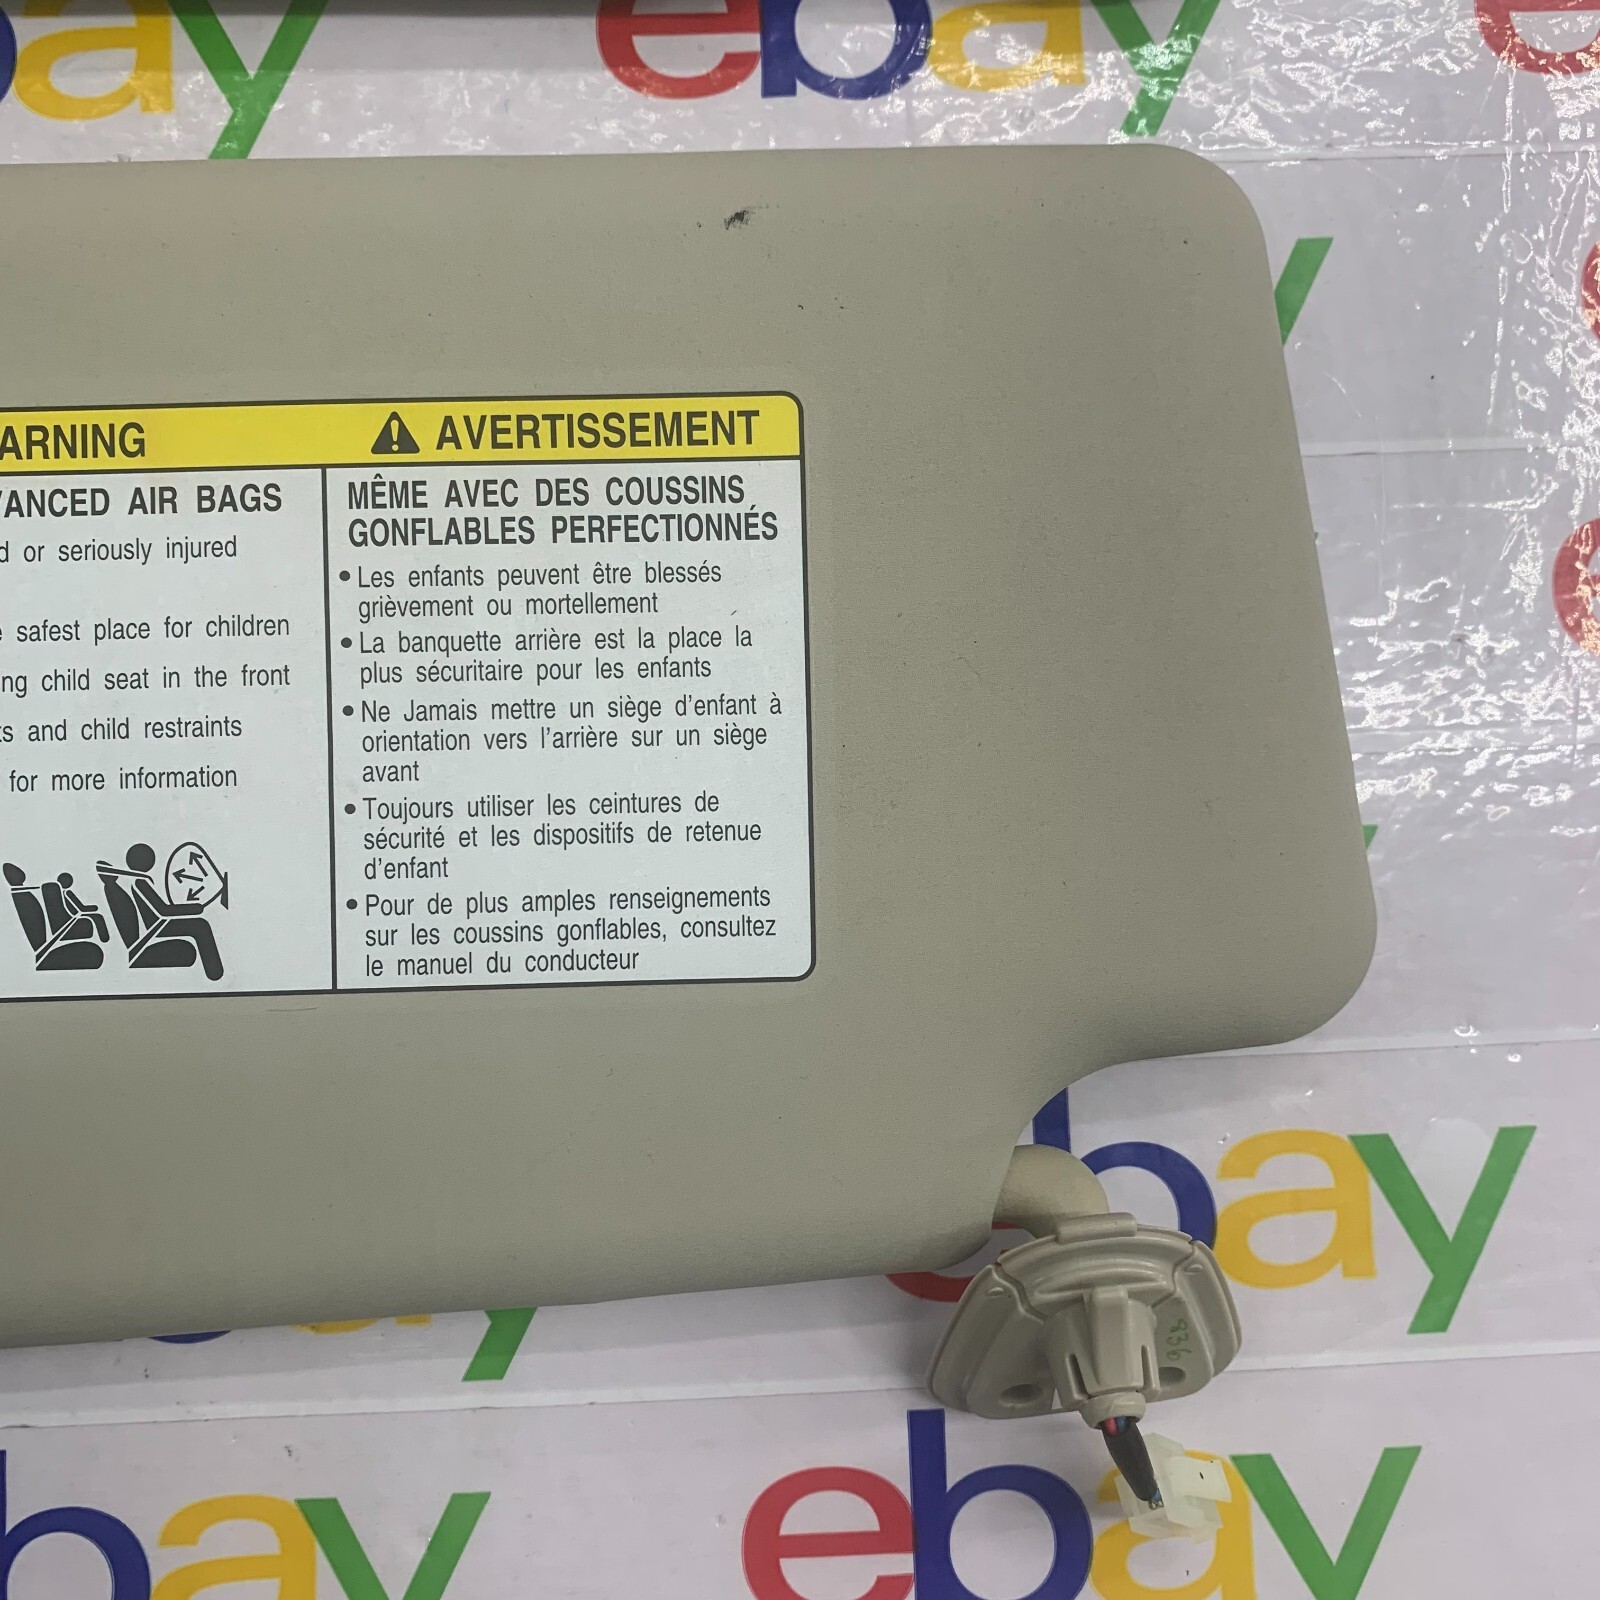 ebay
ebay
ARNING
AVERTISSEMENT
VANCED AIR BAGS
d or seriously injured
e safest place for children
ng child seat in the front
ts and child restraints
for more information
MÊME AVEC DES COUSSINS
GONFLABLES PERFECTIONNÉS
• Les enfants peuvent être blessés
grièvement ou mortellement
• La banquette arrière est la place la
plus sécuritaire pour les enfants
• Ne Jamais mettre un siège d'enfant à
orientation vers l'arrière sur un siège
avant
• Toujours utiliser les ceintures de
sécurité et les dispositifs de retenue
d'enfant
• Pour de plus amples renseignements
sur les coussins gonflables, consultez
le manuel du conducteur
ebay
936
ebay
ebay